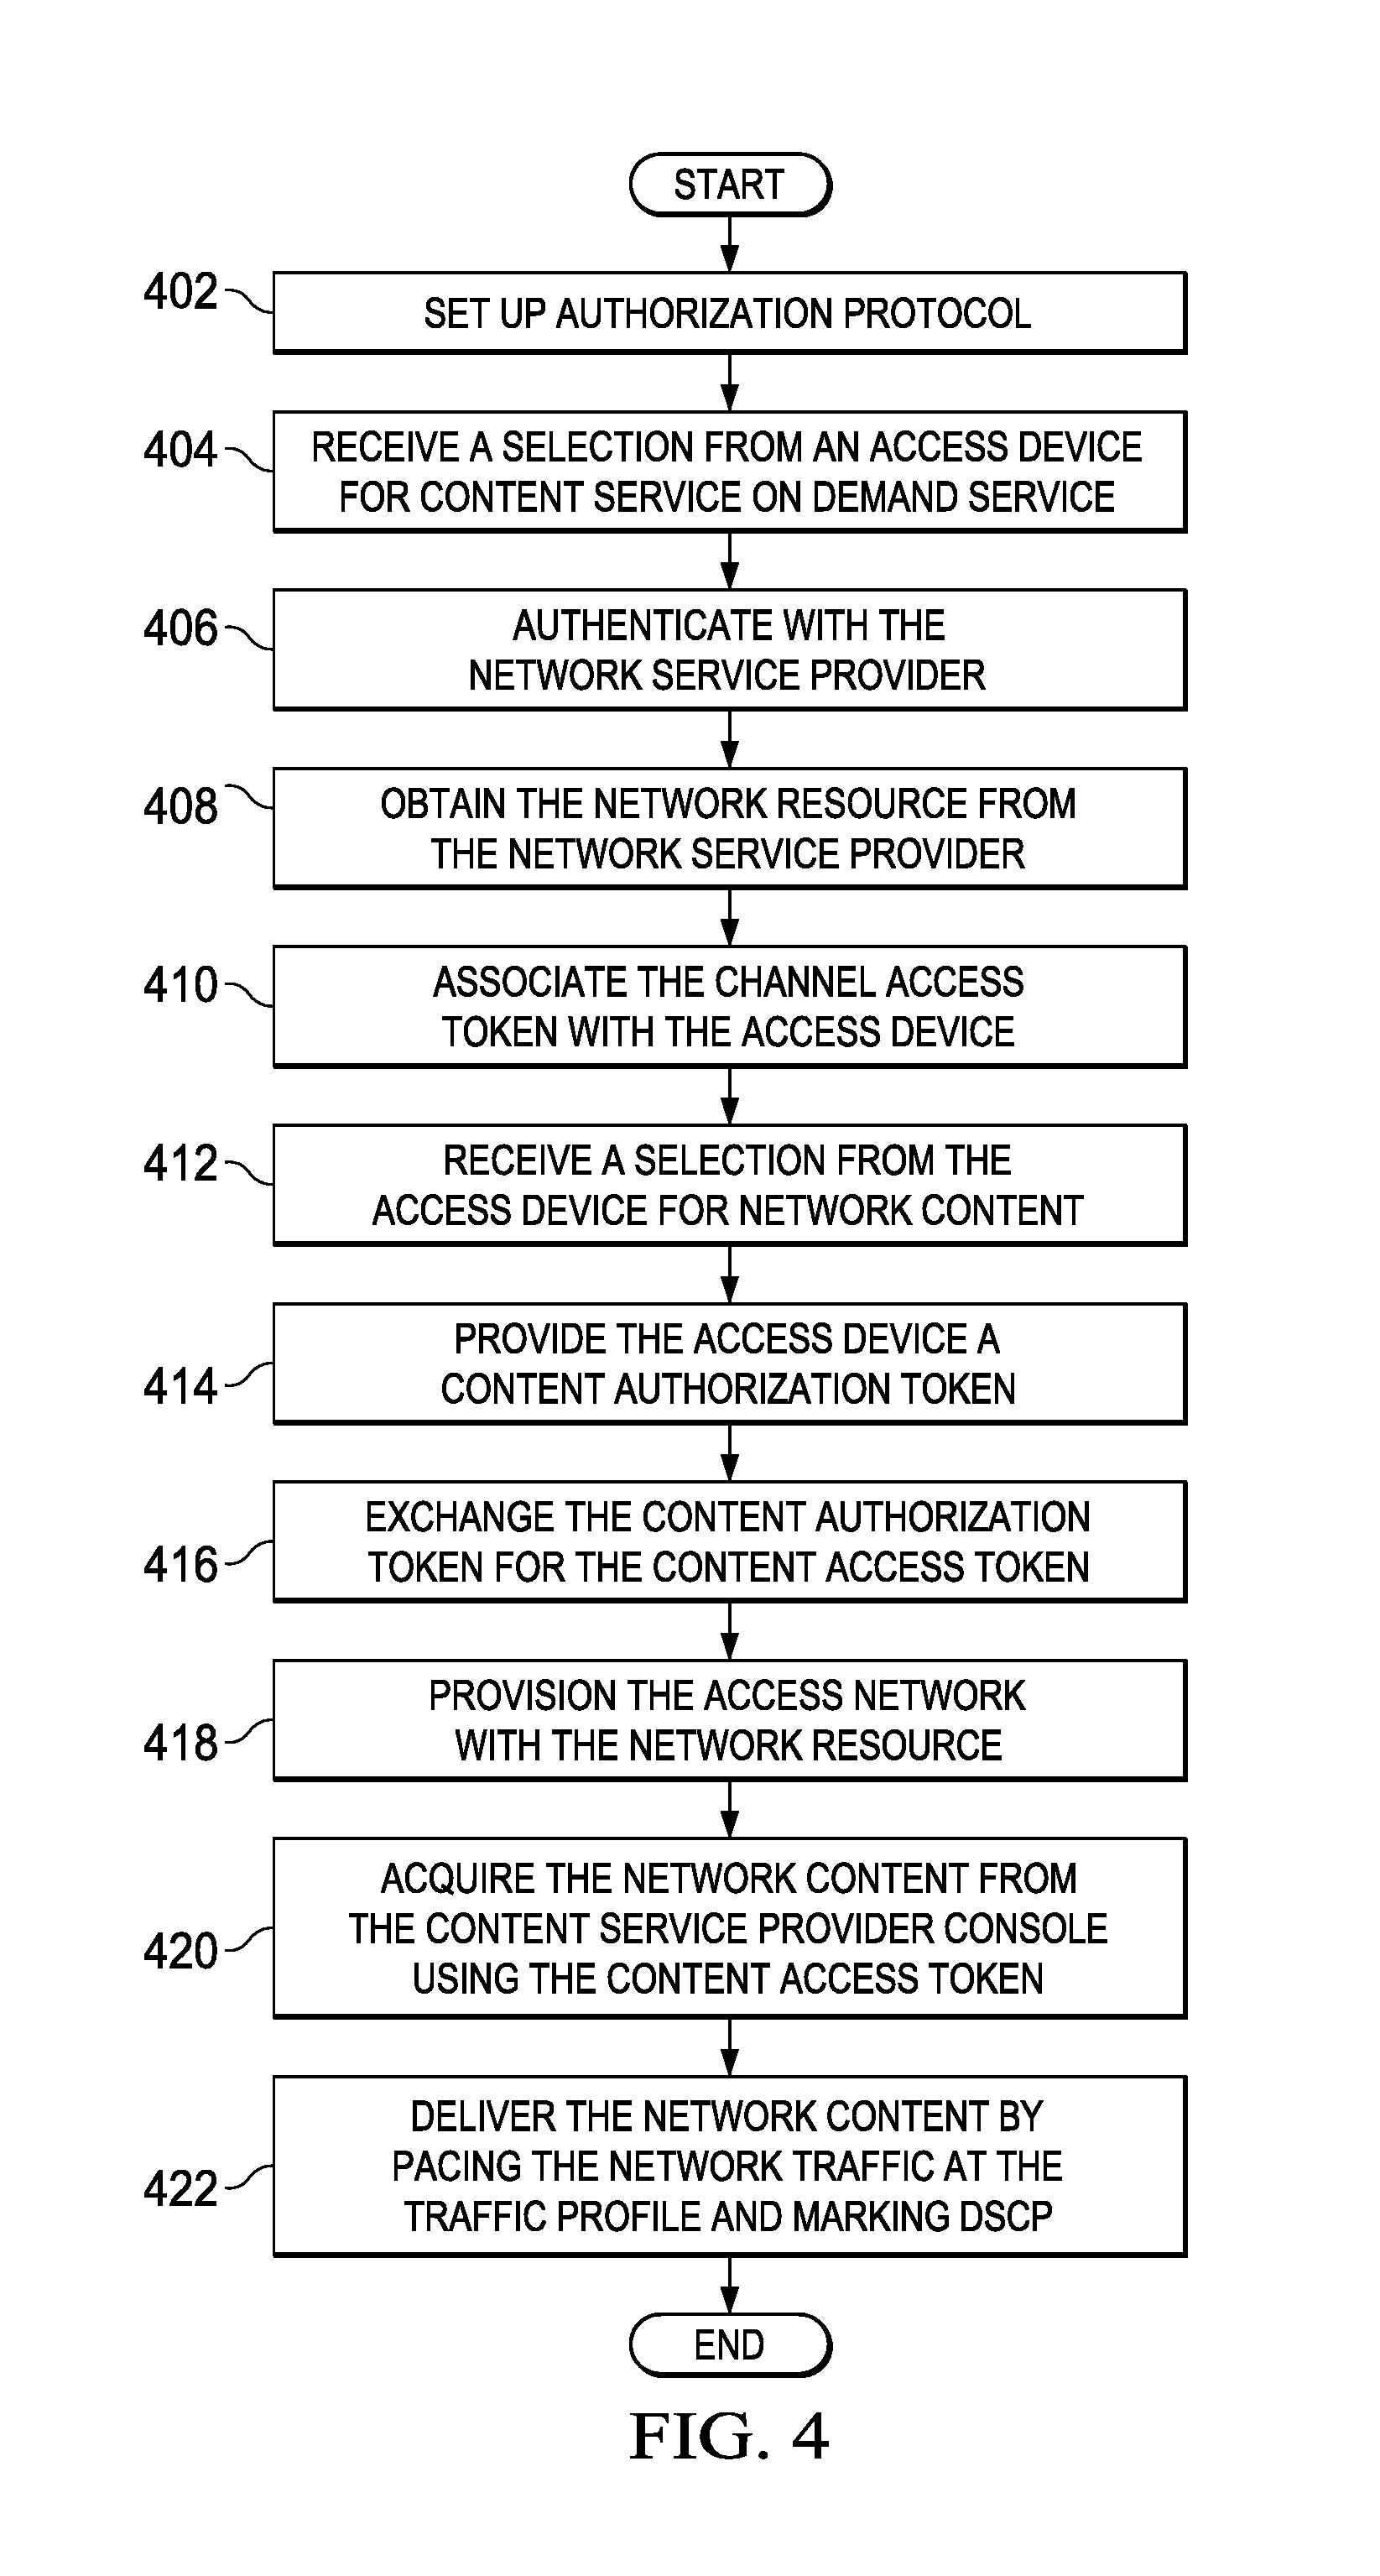 START
402
SET UP AUTHORIZATION PROTOCOL
404
RECEIVE A SELECTION FROM AN ACCESS DEVICE
FOR CONTENT SERVICE ON DEMAND SERVICE
406
AUTHENTICATE WITH THE
NETWORK SERVICE PROVIDER
408
OBTAIN THE NETWORK RESOURCE FROM
THE NETWORK SERVICE PROVIDER
410
ASSOCIATE THE CHANNEL ACCESS
TOKEN WITH THE ACCESS DEVICE
412
RECEIVE A SELECTION FROM THE
ACCESS DEVICE FOR NETWORK CONTENT
414
PROVIDE THE ACCESS DEVICE A
CONTENT AUTHORIZATION TOKEN
416
EXCHANGE THE CONTENT AUTHORIZATION
TOKEN FOR THE CONTENT ACCESS TOKEN
418
PROVISION THE ACCESS NETWORK
WITH THE NETWORK RESOURCE
420
ACQUIRE THE NETWORK CONTENT FROM
THE CONTENT SERVICE PROVIDER CONSOLE
USING THE CONTENT ACCESS TOKEN
422
DELIVER THE NETWORK CONTENT BY
PACING THE NETWORK TRAFFIC AT THE
TRAFFIC PROFILE AND MARKING DSCP
END
FIG. 4